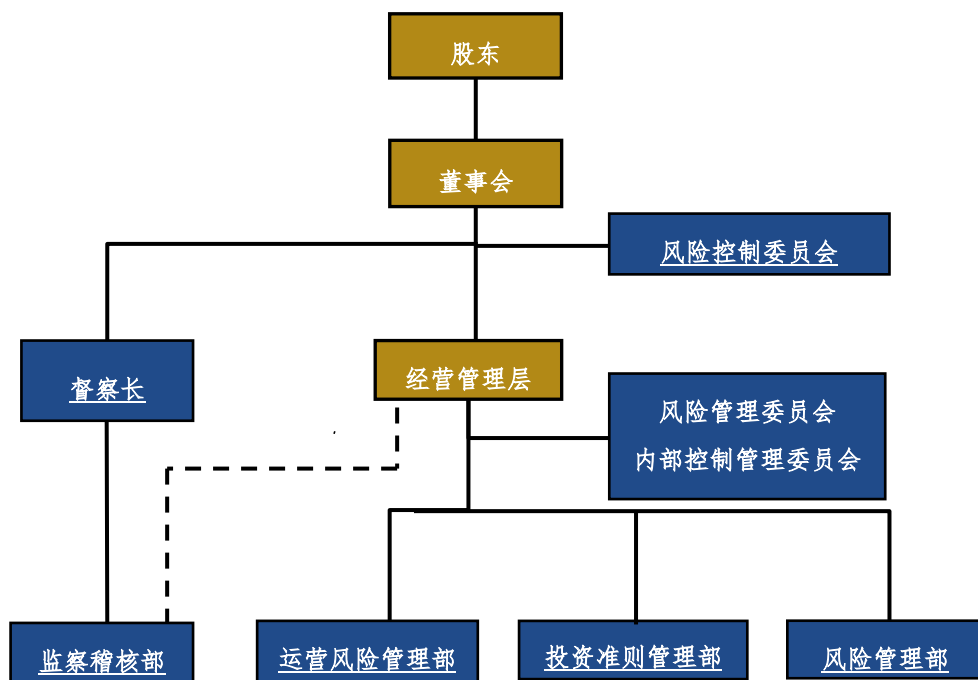 股东
董事会
风险控制委员会
督察长
经营管理层
风险管理委员会
内部控制管理委员会
监察稽核部
运营风险管理部
投资准则管理部
风险管理部